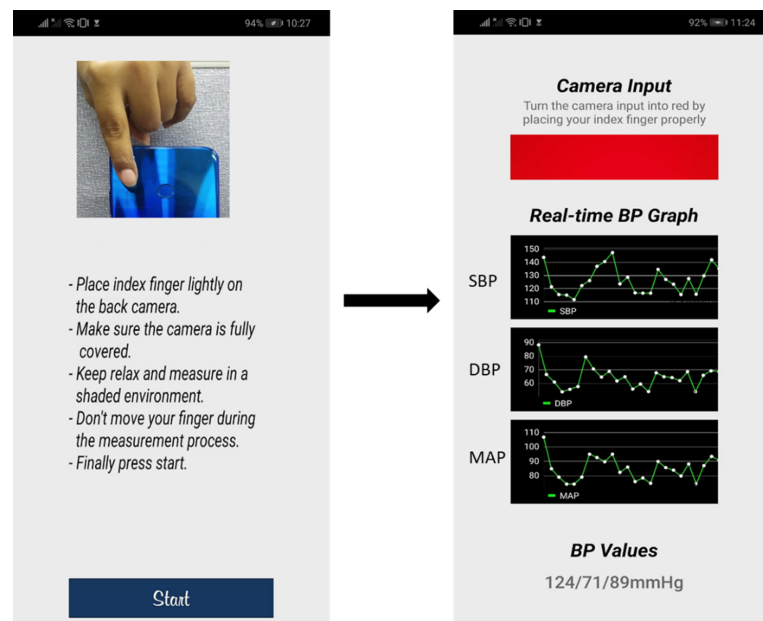 94% 10:27
- Place index finger lightly on
the back camera.
- Make sure the camera is fully
covered.
- Keep relax and measure in a
shaded environment.
- Don't move your finger during
the measurement process.
- Finally press start.
Start
92% 11:24
Camera Input
Turn the camera input into red by
placing your index finger properly
Real-time BP Graph
SBP
150
140
130
120
110
SBP
DBP
90
80
70
60
DBP
MAP
110
100
90
80
MAP
BP Values
124/71/89mmHg